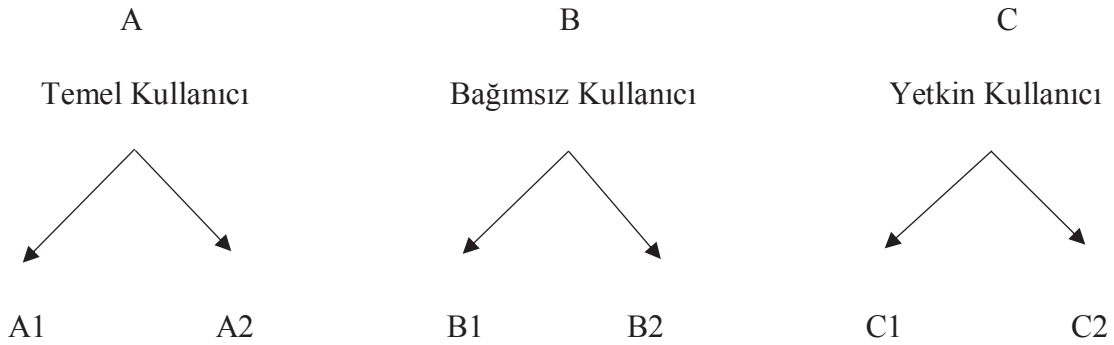 A B C
Temel Kullanıcı Bağımsız Kullanıcı Yetkin Kullanıcı
A1 A2 B1 B2 C1 C2